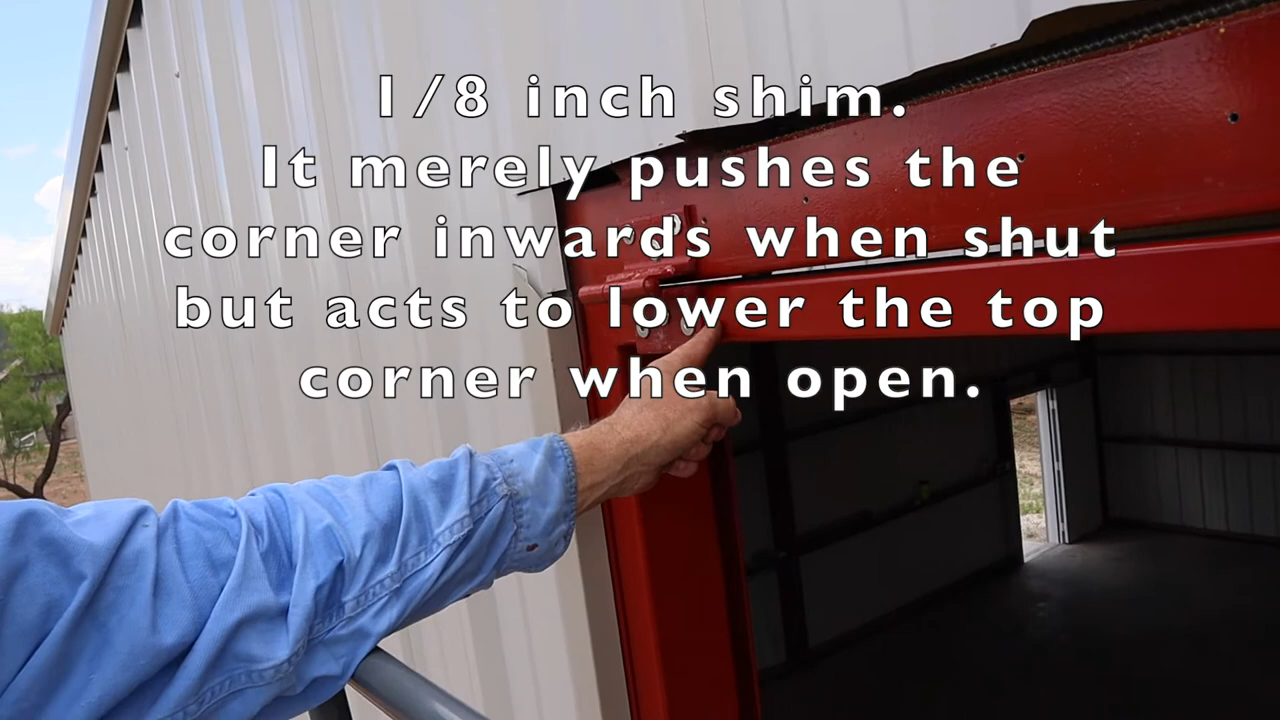 1/8 inch shim.
It merely pushes the
corner inwards when shut
but acts to lower the top
corner when open.